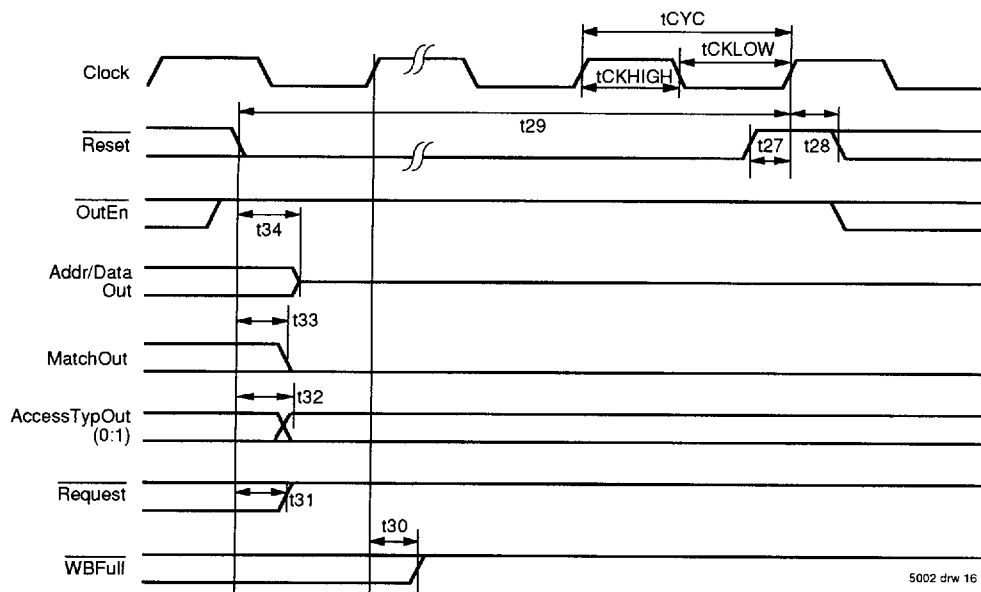 tCYC
tCKLOW
Clock
tCKHIGH
t29
Reset
t27
t28
OutEn
t34
Addr/Data
Out
t33
MatchOut
t32
AccessTypOut
(0:1)
Request
t31
t30
WBFull
5002 drw 16